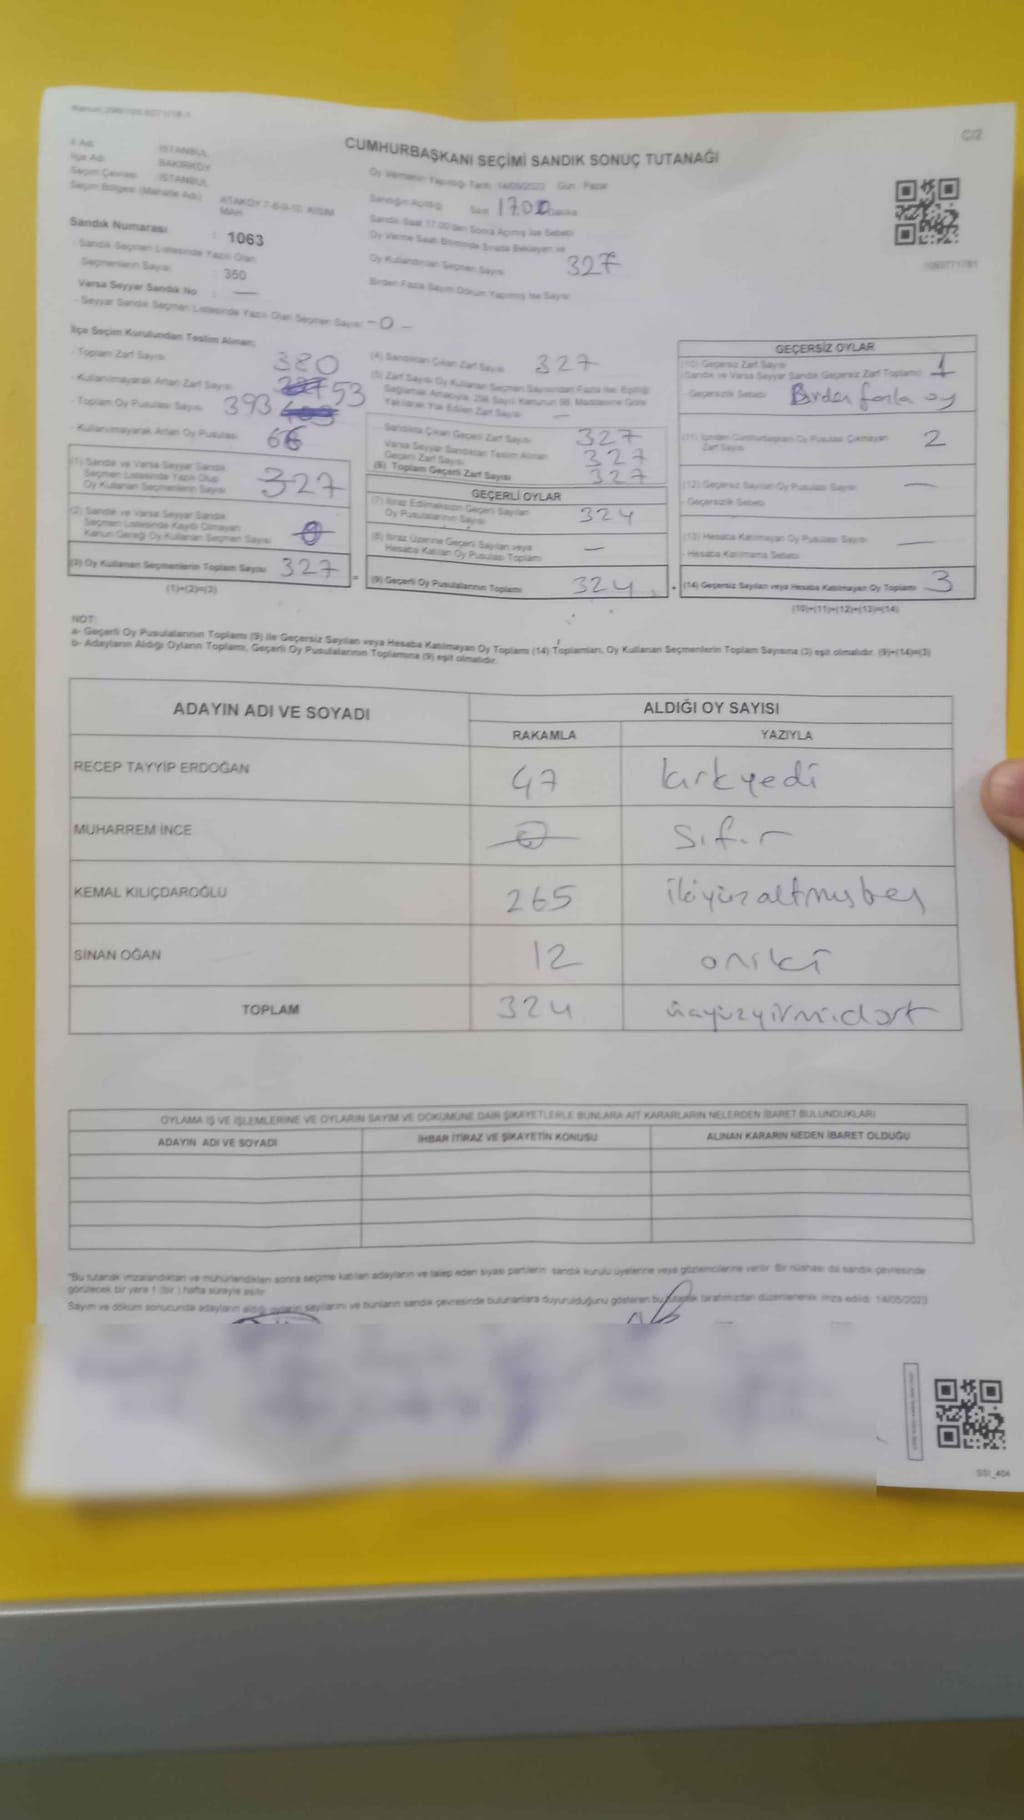 C/2
CUMHURBAŞKANI SEÇİMİ SANDIK SONUÇ TUTANAĞI
İl Adı : İSTANBUL
İlçe Adı : BAKIRKÖY
Seçim Çevresi : İSTANBUL
Seçim Bölgesi (Mahalle Adı) : ATAKÖY 7-8-9-10. KISIM MAH.
Oy Vermenin Yapıldığı Tarih: 14/05/2023 Gün : Pazar
Sandığın Açıldığı Saat 17.00 Dakika
Sandık Saat 17.00'den Sonra Açılmış İse Sebebi
Oy Verme Saati Bitiminde Sırada Bekleyen ve
Oy Kullandırılan Seçmen Sayısı 327
Birden Fazla Sayım Döküm Yapılmış İse Sayısı
Sandık Numarası : 1063
- Sandık Seçmen Listesinde Yazılı Olan
Seçmenlerin Sayısı : 350
Varsa Seyyar Sandık No : —
- Seyyar Sandık Seçmen Listesinde Yazılı Olan Seçmen Sayısı - 0 -
İlçe Seçim Kurulundan Teslim Alınan;
- Toplam Zarf Sayısı 380
- Kullanılmayarak Artan Zarf Sayısı 53
- Toplam Oy Pusulası Sayısı 393
- Kullanılmayarak Artan Oy Pusulası 66
(1) Sandık ve Varsa Seyyar Sandık
Seçmen Listesinde Yazılı Olup
Oy Kullanan Seçmenlerin Sayısı 327
(2) Sandık ve Varsa Seyyar Sandık
Seçmen Listesinde Kayıtlı Olmayan
Kanun Gereği Oy Kullanan Seçmen Sayısı 0
(3) Oy Kullanan Seçmenlerin Toplam Sayısı 327
(1)+(2)=(3)
(4) Sandıktan Çıkan Zarf Sayısı 327
(5) Zarf Sayısı Oy Kullanan Seçmen Sayısından Fazla İse, Eşitliği
Sağlamak Amacıyla, 298 Sayılı Kanunun 98. Maddesine Göre
Yakılarak Yok Edilen Zarf Sayısı —
- Sandıkta Çıkan Geçerli Zarf Sayısı 327
Varsa Seyyar Sandıktan Teslim Alınan
Geçerli Zarf Sayısı 327
(6) Toplam Geçerli Zarf Sayısı 327
GEÇERLİ OYLAR
(7) İtiraz Edilmeksizin Geçerli Sayılan
Oy Pusulalarının Sayısı 324
(8) İtiraz Üzerine Geçerli Sayılan veya
Hesaba Katılan Oy Pusulası Toplamı —
(9) Geçerli Oy Pusulalarının Toplamı 324
GEÇERSİZ OYLAR
(10) Geçersiz Zarf Sayısı
(Sandık ve Varsa Seyyar Sandık Geçersiz Zarf Toplamı) 1
- Geçersizlik Sebebi Birden fazla oy
(11) İçinden Cumhurbaşkanı Oy Pusulası Çıkmayan
Zarf Sayısı 2
(12) Geçersiz Sayılan Oy Pusulası Sayısı —
- Geçersizlik Sebebi
(13) Hesaba Katılmayan Oy Pusulası Sayısı —
- Hesaba Katılmama Sebebi
(14) Geçersiz Sayılan veya Hesaba Katılmayan Oy Toplamı 3
(10)+(11)+(12)+(13)=(14)
NOT:
a- Geçerli Oy Pusulalarının Toplamı (9) ile Geçersiz Sayılan veya Hesaba Katılmayan Oy Toplamı (14) Toplamları, Oy Kullanan Seçmenlerin Toplam Sayısına (3) eşit olmalıdır. (9)+(14)=(3)
b- Adayların Aldığı Oyların Toplamı, Geçerli Oy Pusulalarının Toplamına (9) eşit olmalıdır.
ADAYIN ADI VE SOYADI ALDIĞI OY SAYISI
RAKAMLA YAZIYLA
RECEP TAYYİP ERDOĞAN 47 kırkyedi
MUHARREM İNCE 0 sıfır
KEMAL KILIÇDAROĞLU 265 ikiyüzaltmışbeş
SİNAN OĞAN 12 oniki
TOPLAM 324 üçyüzyirmidört
OYLAMA İŞ VE İŞLEMLERİNE VE OYLARIN SAYIM VE DÖKÜMÜNE DAİR ŞİKAYETLERLE BUNLARA AİT KARARLARIN NELERDEN İBARET BULUNDUKLARI
ADAYIN ADI VE SOYADI İHBAR İTİRAZ VE ŞİKAYETİN KONUSU ALINAN KARARIN NEDEN İBARET OLDUĞU
"Bu tutanak imzalandıktan ve mühürlendikten sonra seçime katılan adayların ve talep eden siyasi partilerin sandık kurulu üyelerine veya gözlemcilerine verilir. Bir nüshası da sandık çevresinde
görülecek bir yere 1 (bir) hafta süreyle asılır.
Sayım ve döküm sonucunda adayların aldığı oyların sayılarını ve bunların sandık çevresinde bulunanlara duyurulduğunu gösteren bu tutanak tarafımızdan düzenlenerek imza edildi. 14/05/2023
SSI_404